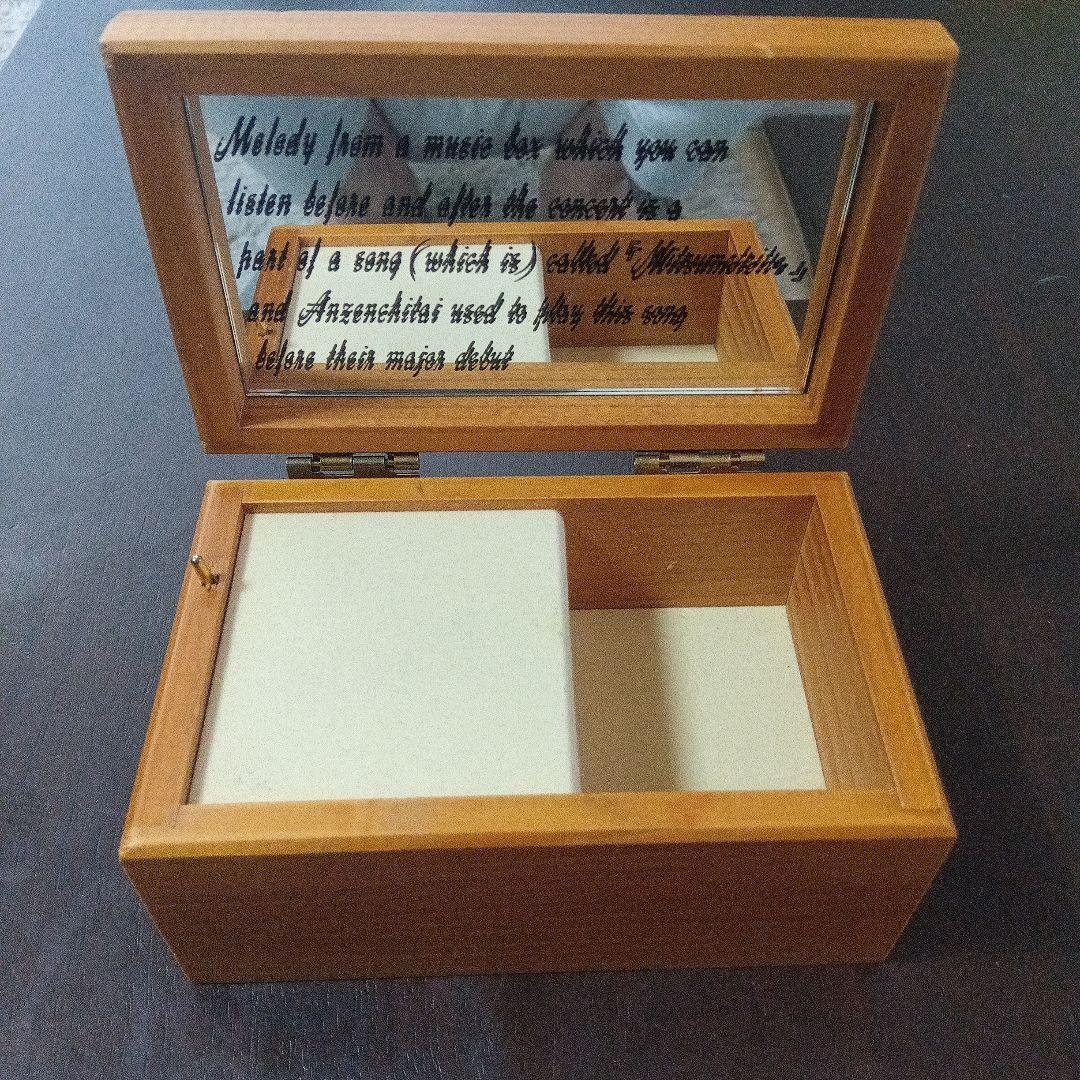 Melody from a music box which you can
listen before and after the concert is a
part of a song (which is) called『Mitsumeteita』,
and Anzenchitai used to play this song
before their major debut